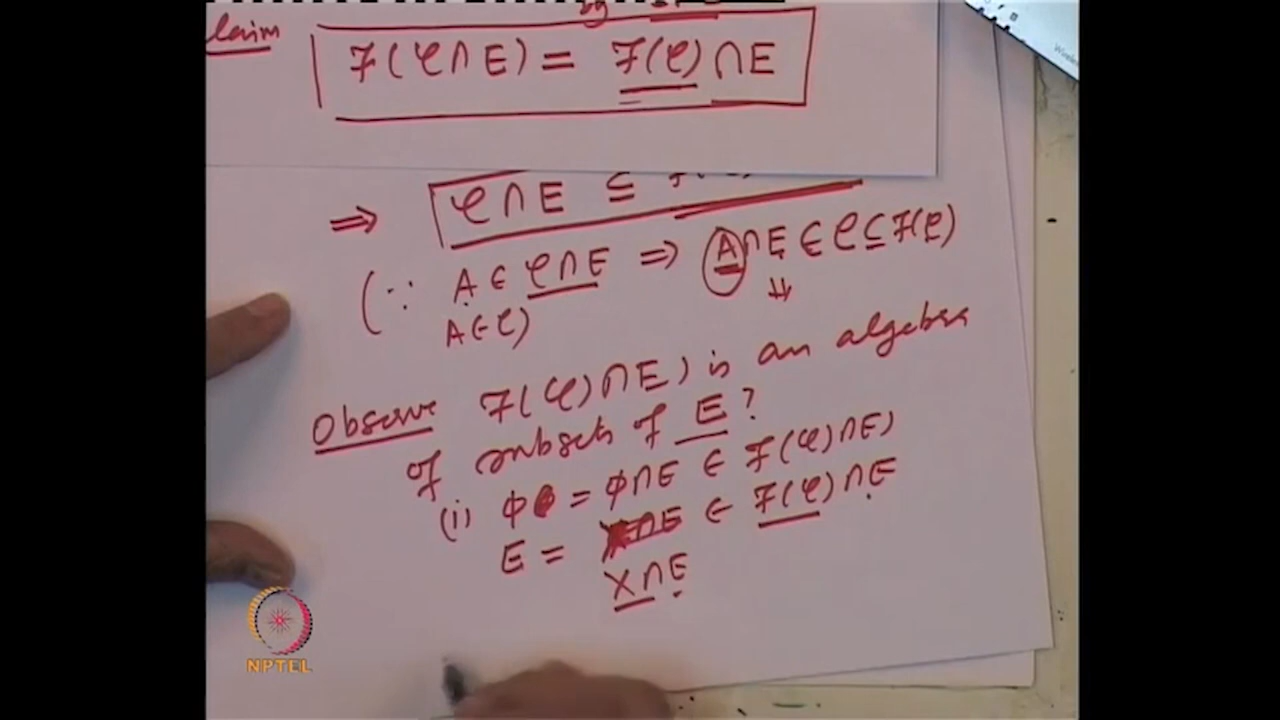 claim
F(C∩E) = F(C)∩E
⇒ C∩E ⊆
(∵ A ∈ C∩E ⇒ A∩E ∈ C ⊆ F(C)
A ∈ C) ⇓
Observe F(C)∩E) is an algebra
of subsets of E?
(i) ϕ = ϕ∩E ∈ F(C)∩E)
E = X∩E ∈ F(C)∩E
X∩E
NPTEL